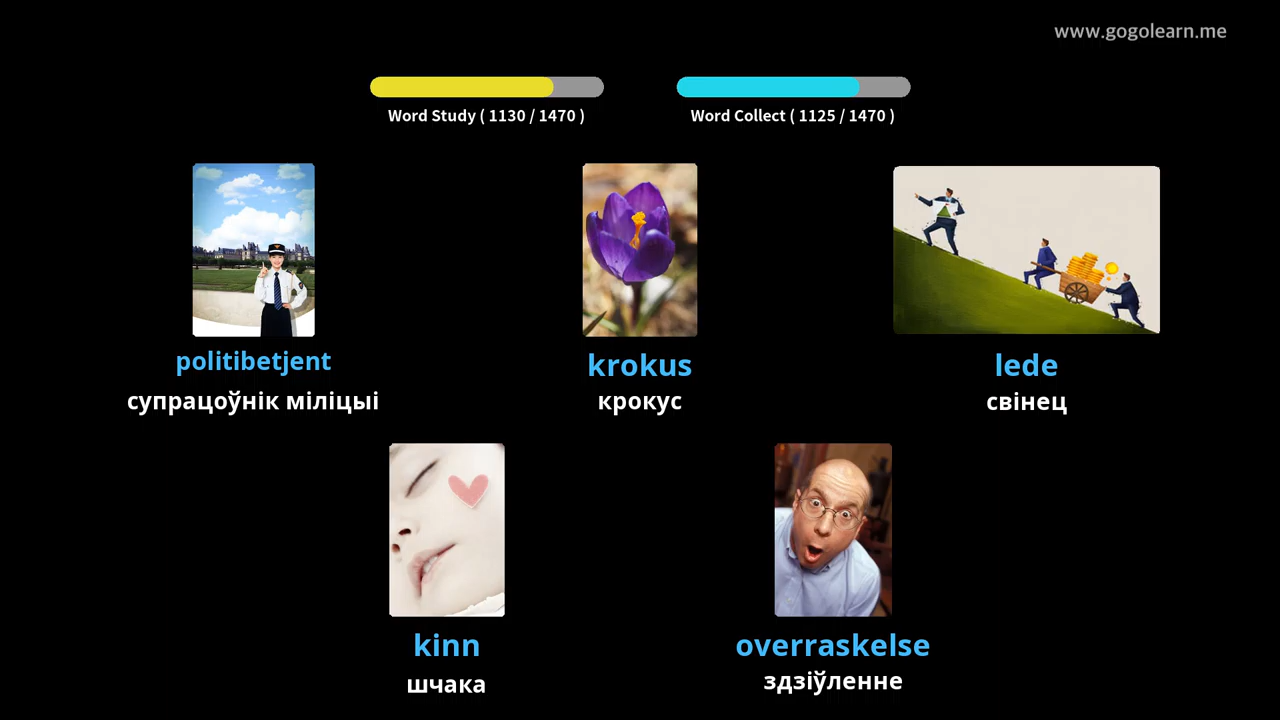 www.gogolearn.me
Word Study ( 1130 / 1470 )
Word Collect ( 1125 / 1470 )
politibetjent
супрацоўнік міліцыі
krokus
крокус
lede
свінец
kinn
шчака
overraskelse
здзіўленне